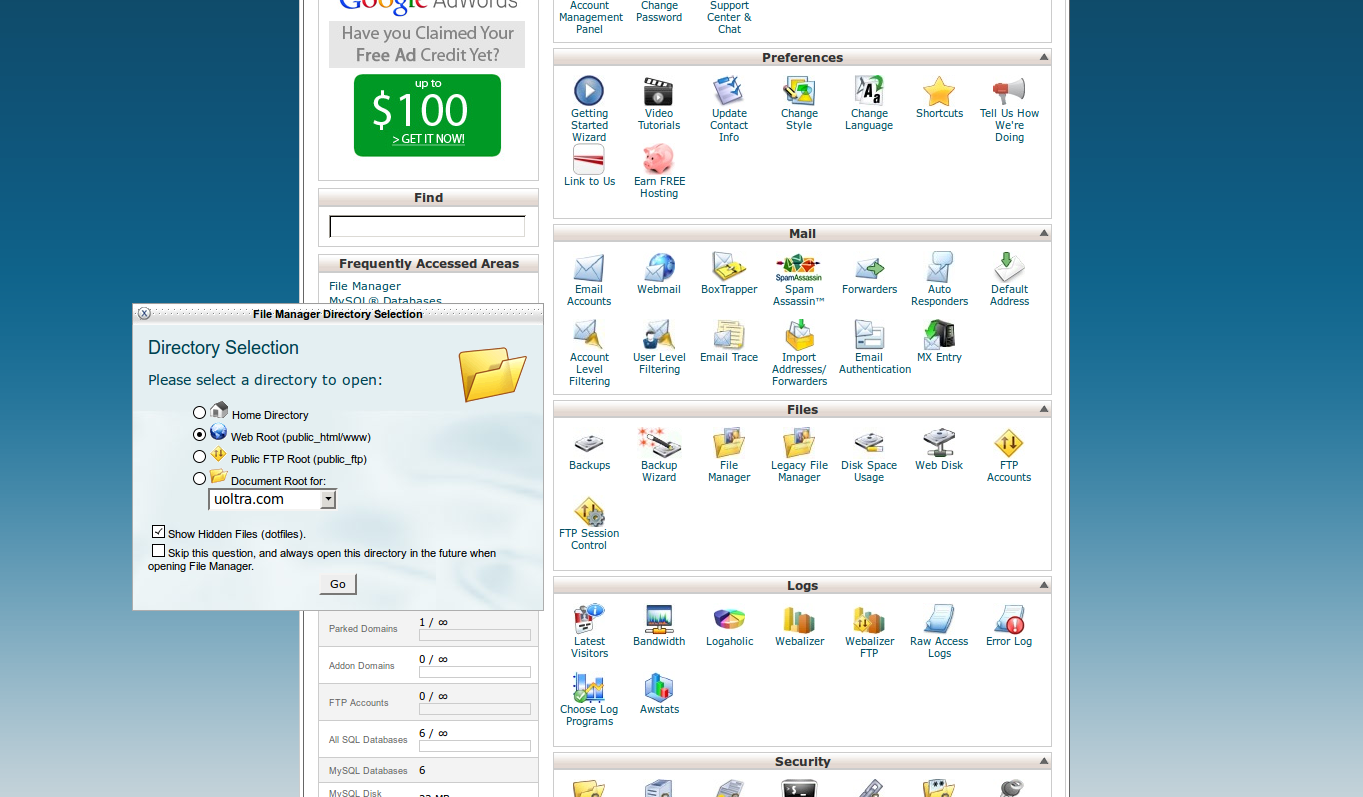 Google AdWords
Have you Claimed Your
Free Ad Credit Yet?
up to
$100
> GET IT NOW!
Find
Frequently Accessed Areas
File Manager
MySQL® Databases
File Manager Directory Selection
Directory Selection
Please select a directory to open:
Home Directory
Web Root (public_html/www)
Public FTP Root (public_ftp)
Document Root for:
uoltra.com
Show Hidden Files (dotfiles).
Skip this question, and always open this directory in the future when
opening File Manager.
Go
Parked Domains 1 / ∞
Addon Domains 0 / ∞
FTP Accounts 0 / ∞
All SQL Databases 6 / ∞
MySQL Databases 6
MySQL Disk
Account
Management
Panel
Change
Password
Support
Center &
Chat
Preferences
Getting
Started
Wizard
Video
Tutorials
Update
Contact
Info
Change
Style
Change
Language
Shortcuts
Tell Us How
We're
Doing
Link to Us
Earn FREE
Hosting
Mail
Email
Accounts
Webmail
BoxTrapper
SpamAssassin
Spam
Assassin™
Forwarders
Auto
Responders
Default
Address
Account
Level
Filtering
User Level
Filtering
Email Trace
Import
Addresses/
Forwarders
Email
Authentication
MX Entry
Files
Backups
Backup
Wizard
File
Manager
Legacy File
Manager
Disk Space
Usage
Web Disk
FTP
Accounts
FTP Session
Control
Logs
Latest
Visitors
Bandwidth
Logaholic
Webalizer
Webalizer
FTP
Raw Access
Logs
Error Log
Choose Log
Programs
Awstats
Security